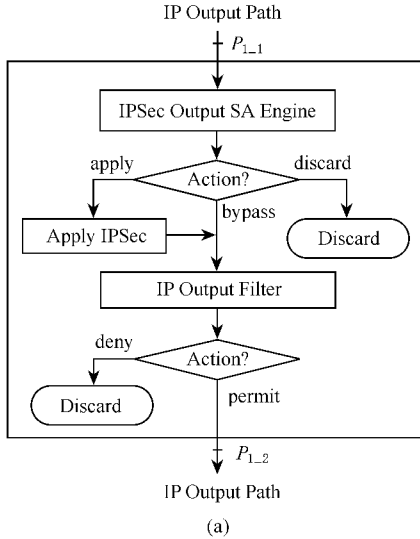 IP Output Path
P1_1
IPSec Output SA Engine
apply
discard
Action?
bypass
Apply IPSec
Discard
IP Output Filter
deny
Action?
Discard
permit
P1_2
IP Output Path
(a)